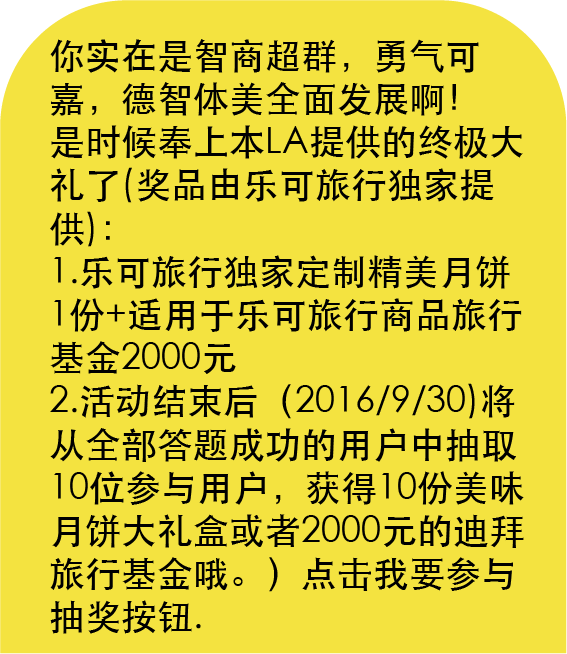 你实在是智商超群，勇气可
嘉，德智体美全面发展啊！
是时候奉上本LA提供的终极大
礼了(奖品由乐可旅行独家提
供)：
1.乐可旅行独家定制精美月饼
1份+适用于乐可旅行商品旅行
基金2000元
2.活动结束后（2016/9/30)将
从全部答题成功的用户中抽取
10位参与用户，获得10份美味
月饼大礼盒或者2000元的迪拜
旅行基金哦。）点击我要参与
抽奖按钮.